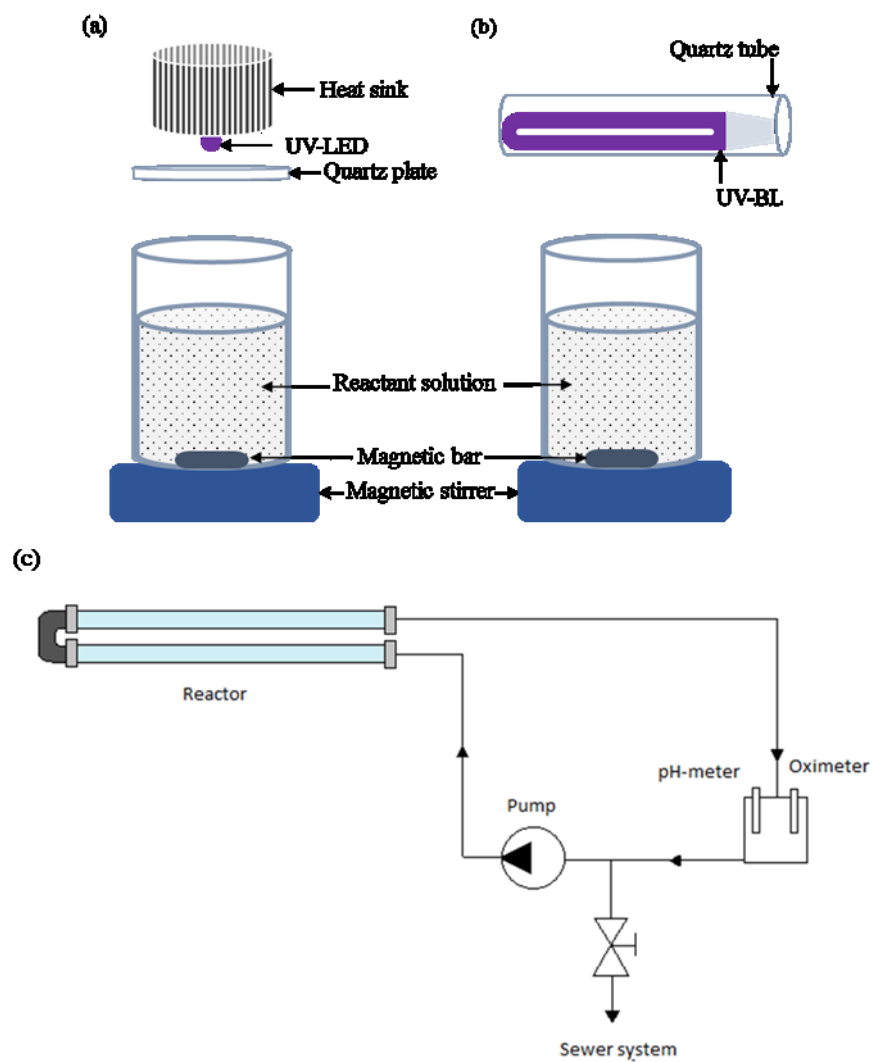 (a)
Heat sink
UV-LED
Quartz plate
(b)
Quartz tube
UV-BL
Reactant solution
Magnetic bar
Magnetic stirrer
(c)
Reactor
Pump
pH-meter
Oximeter
Sewer system